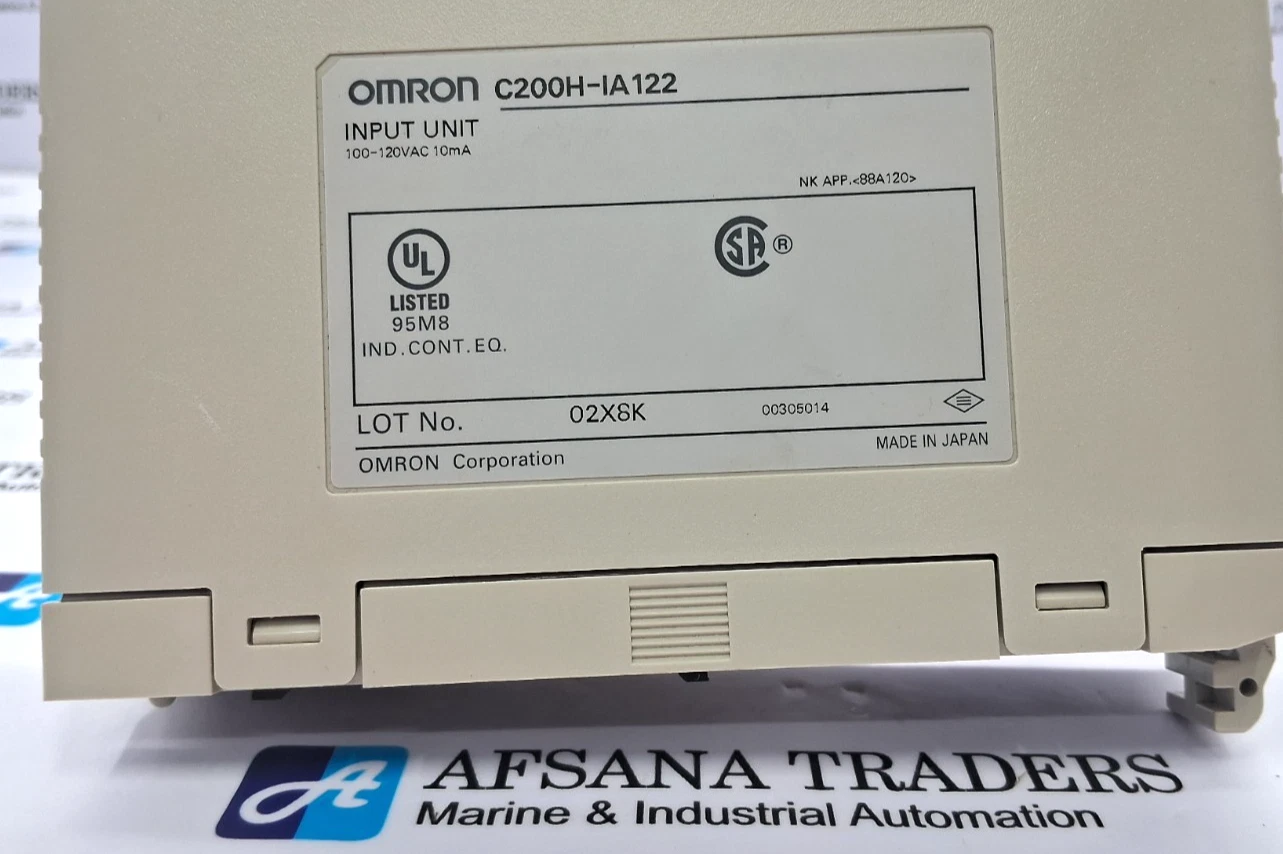 OMRON C200H-IA122
INPUT UNIT
100-120VAC 10mA
NK APP.<88A120>
UL
LISTED
95M8
IND.CONT.EQ.
SA ®
LOT No. 02X8K 00305014
OMRON Corporation MADE IN JAPAN
AFSANA TRADERS
Marine & Industrial Automation